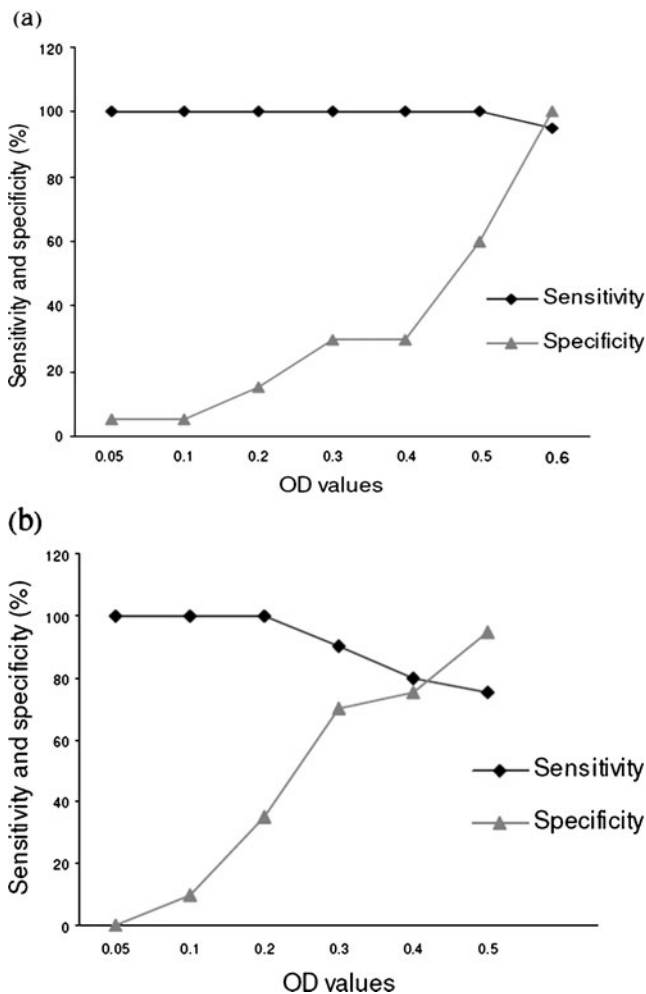 (a)
120
100
80
60
40
20
0
Sensitivity and specificity (%)
Sensitivity
Specificity
0.05 0.1 0.2 0.3 0.4 0.5 0.6
OD values
(b)
120
100
80
60
40
20
0
Sensitivity and specificity (%)
Sensitivity
Specificity
0.05 0.1 0.2 0.3 0.4 0.5
OD values